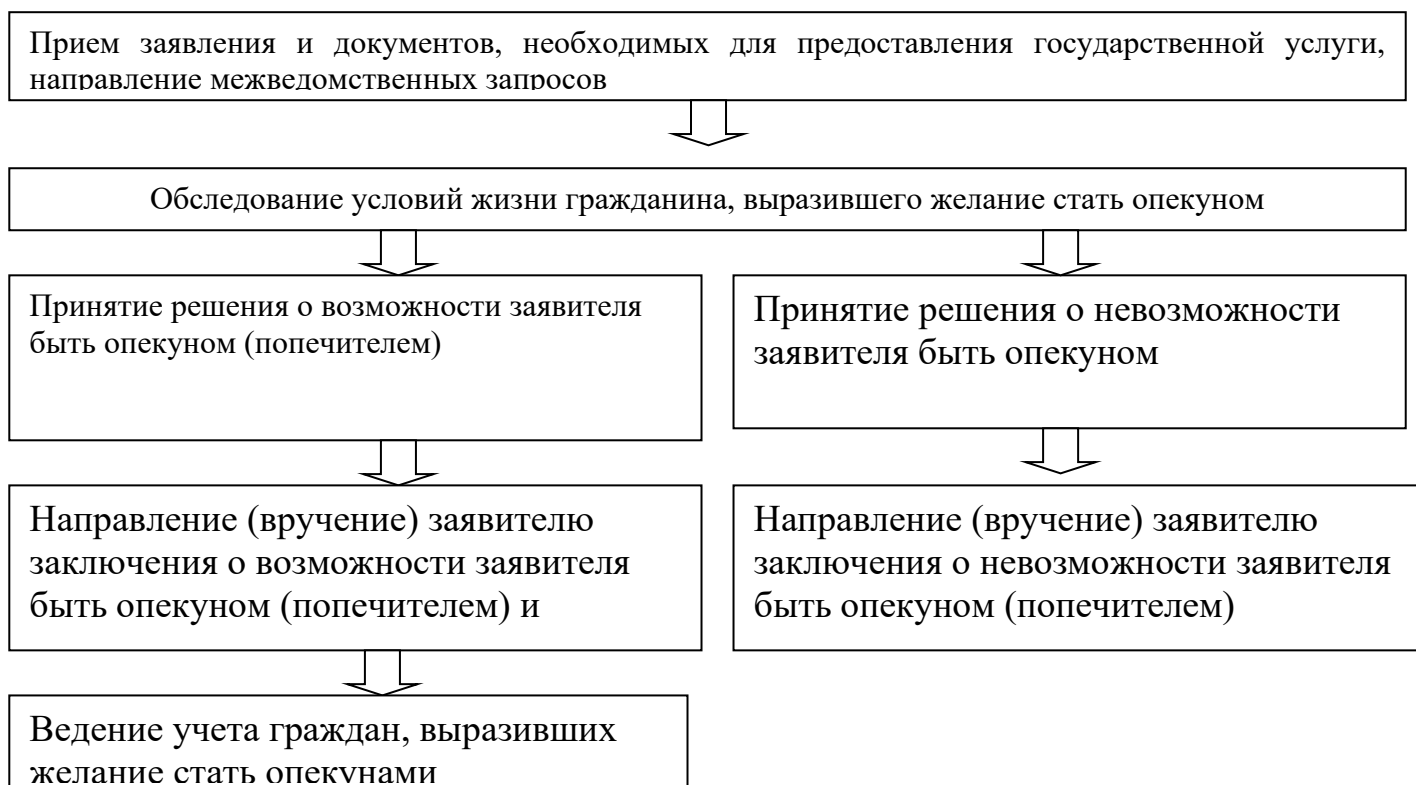 Прием заявления и документов, необходимых для предоставления государственной услуги,
направление межведомственных запросов
Обследование условий жизни гражданина, выразившего желание стать опекуном
Принятие решения о возможности заявителя
быть опекуном (попечителем)
Принятие решения о невозможности
заявителя быть опекуном
Направление (вручение) заявителю
заключения о возможности заявителя
быть опекуном (попечителем) и
Направление (вручение) заявителю
заключения о невозможности заявителя
быть опекуном (попечителем)
Ведение учета граждан, выразивших
желание стать опекунами